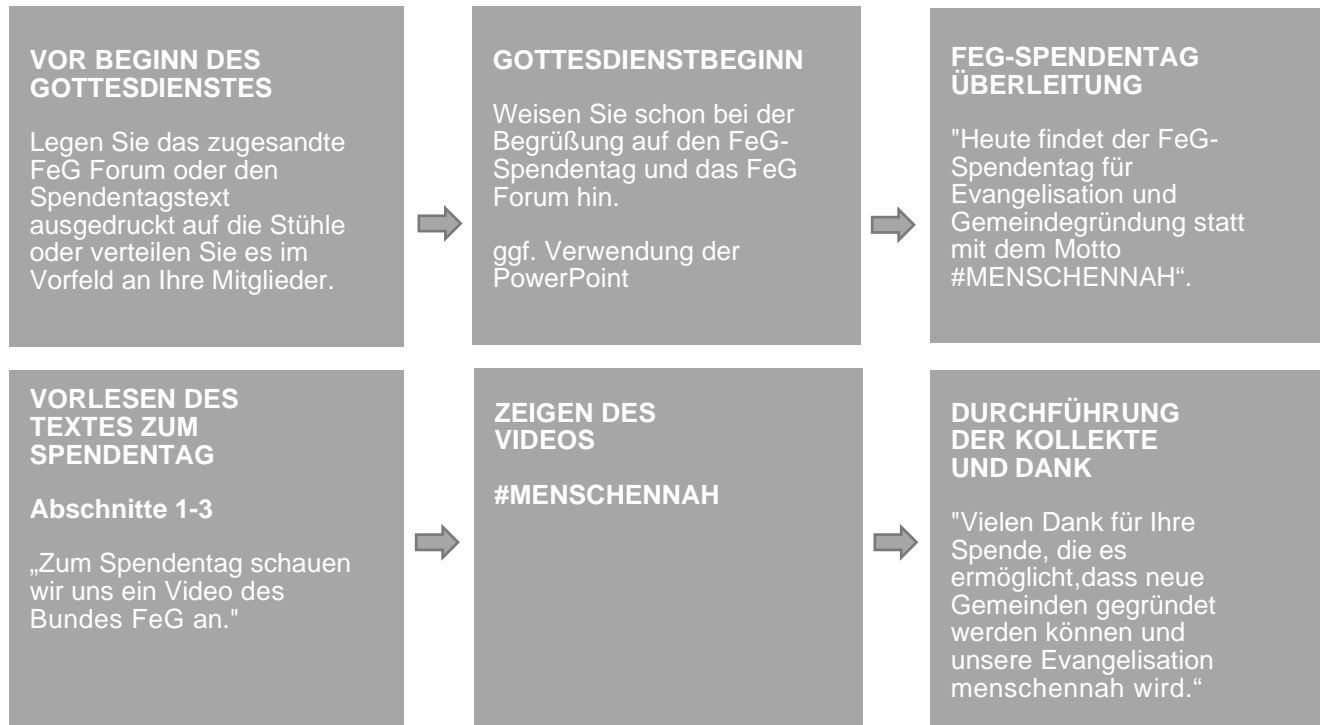 VOR BEGINN DES
GOTTESDIENSTES
Legen Sie das zugesandte
FeG Forum oder den
Spendentagstext
ausgedruckt auf die Stühle
oder verteilen Sie es im
Vorfeld an Ihre Mitglieder.
GOTTESDIENSTBEGINN
Weisen Sie schon bei der
Begrüßung auf den FeG-
Spendentag und das FeG
Forum hin.
ggf. Verwendung der
PowerPoint
FEG-SPENDENTAG
ÜBERLEITUNG
"Heute findet der FeG-
Spendentag für
Evangelisation und
Gemeindegründung statt
mit dem Motto
#MENSCHENNAH“.
VORLESEN DES
TEXTES ZUM
SPENDENTAG
Abschnitte 1-3
„Zum Spendentag schauen
wir uns ein Video des
Bundes FeG an."
ZEIGEN DES
VIDEOS
#MENSCHENNAH
DURCHFÜHRUNG
DER KOLLEKTE
UND DANK
"Vielen Dank für Ihre
Spende, die es
ermöglicht,dass neue
Gemeinden gegründet
werden können und
unsere Evangelisation
menschennah wird.“